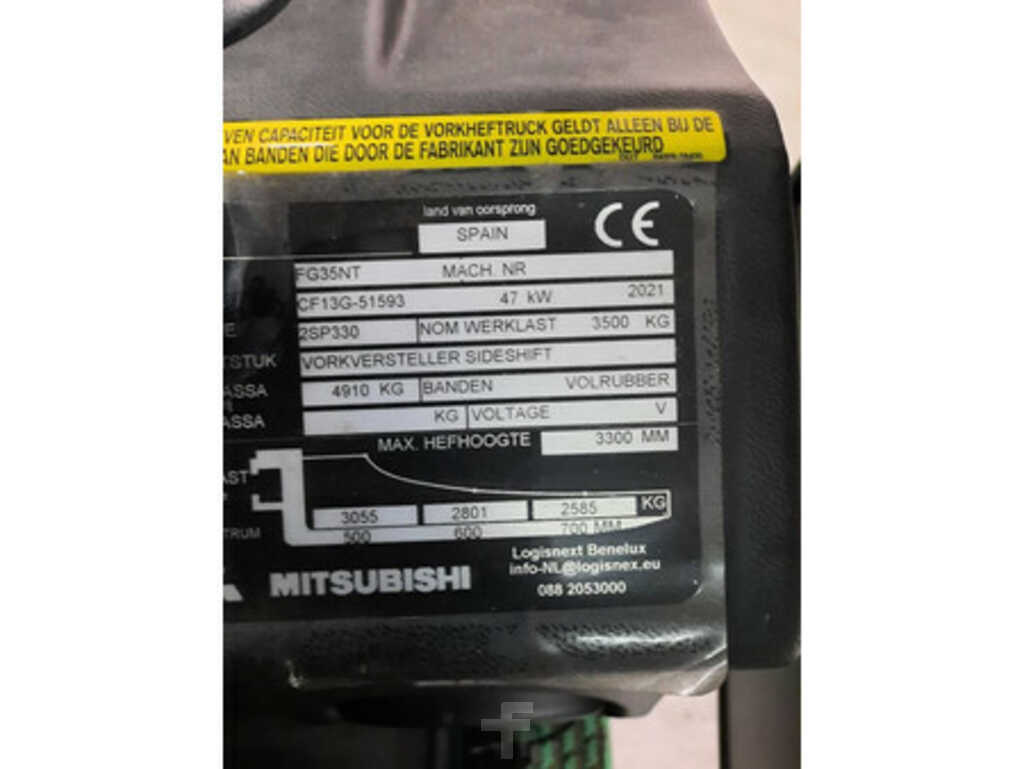 VEN CAPACITEIT VOOR DE VORKHEFTRUCK GELDT ALLEEN BIJ DE
AN BANDEN DIE DOOR DE FABRIKANT ZIJN GOEDGEKEURD
land van oorsprong
SPAIN CE
FG35NT MACH. NR
CF13G-51593 47 kW 2021
E 2SP330 NOM WERKLAST 3500 KG
TSTUK VORKVERSTELLER SIDESHIFT
ASSA 4910 KG BANDEN VOLRUBBER
ASSA KG VOLTAGE V
MAX. HEFHOOGTE 3300 MM
AST
3055 2801 2585 KG
TRUM 500 600 700 MM
Logisnext Benelux
MITSUBISHI info-NL@logisnex.eu
088 2053000